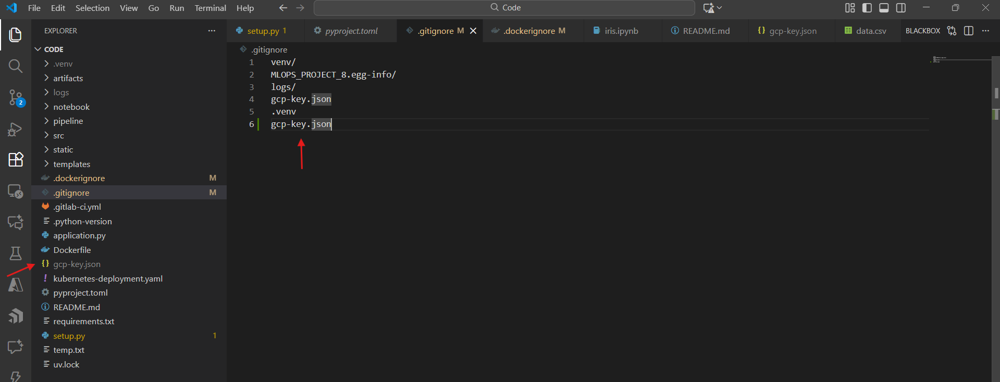 File Edit Selection View Go Run Terminal Help
Code
EXPLORER
setup.py 1
pyproject.toml
.gitignore M
.dockerignore M
iris.ipynb
README.md
gcp-key.json
data.csv
BLACKBOX
CODE
.venv
artifacts
logs
notebook
pipeline
src
static
templates
.dockerignore M
.gitignore M
.gitlab-ci.yml
.python-version
application.py
Dockerfile
gcp-key.json
kubernetes-deployment.yaml
pyproject.toml
README.md
requirements.txt
setup.py 1
temp.txt
uv.lock
2
.gitignore
1 venv/
2 MLOPS_PROJECT_8.egg-info/
3 logs/
4 gcp-key.json
5 .venv
6 gcp-key.json